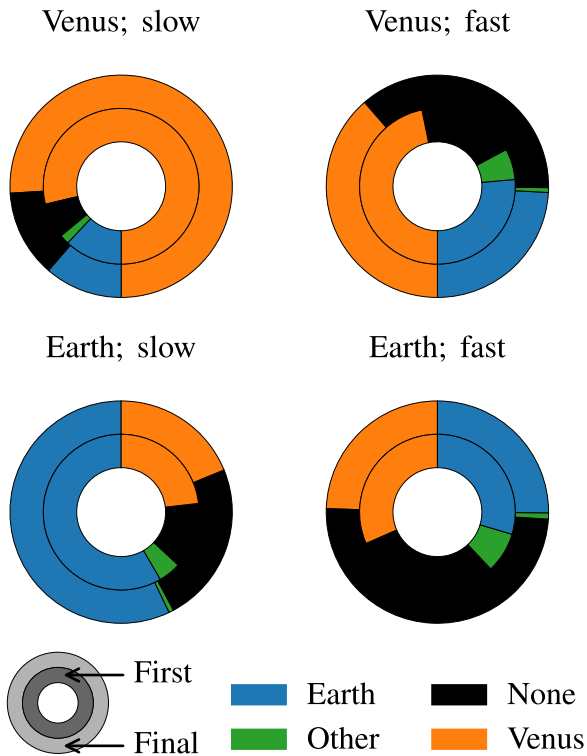 Venus; slow
Venus; fast
Earth; slow
Earth; fast
First
Final
Earth
None
Other
Venus